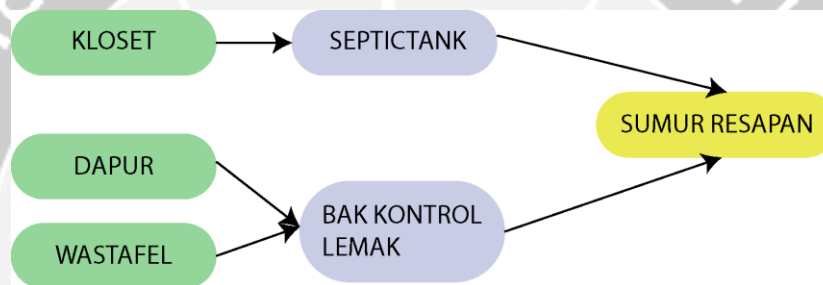 KLOSET
SEPTICTANK
SUMUR RESAPAN
DAPUR
BAK KONTROL
LEMAK
WASTAFEL